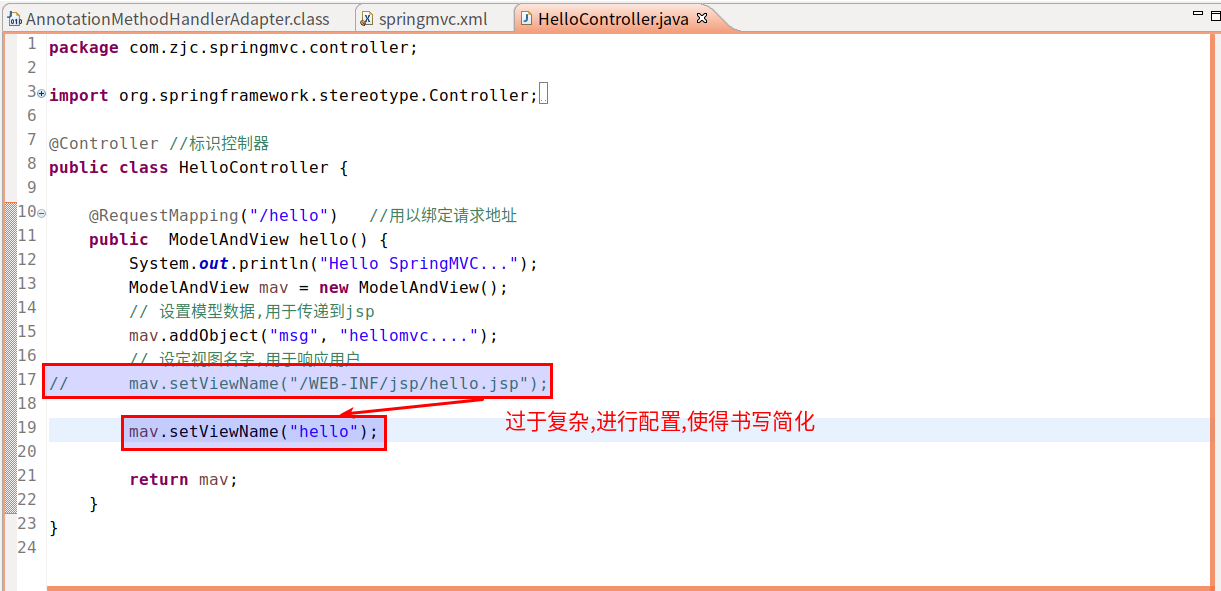 AnnotationMethodHandlerAdapter.class springmvc.xml HelloController.java
1 package com.zjc.springmvc.controller;
2
3 import org.springframework.stereotype.Controller;
6
7 @Controller //标识控制器
8 public class HelloController {
9
10 @RequestMapping("/hello") //用以绑定请求地址
11 public ModelAndView hello() {
12 System.out.println("Hello SpringMVC...");
13 ModelAndView mav = new ModelAndView();
14 // 设置模型数据,用于传递到jsp
15 mav.addObject("msg", "hellomvc....");
16 // 设定视图名字,用于响应用户
17 // mav.setViewName("/WEB-INF/jsp/hello.jsp");
18
过于复杂,进行配置,使得书写简化
19 mav.setViewName("hello");
20
21 return mav;
22 }
23 }
24